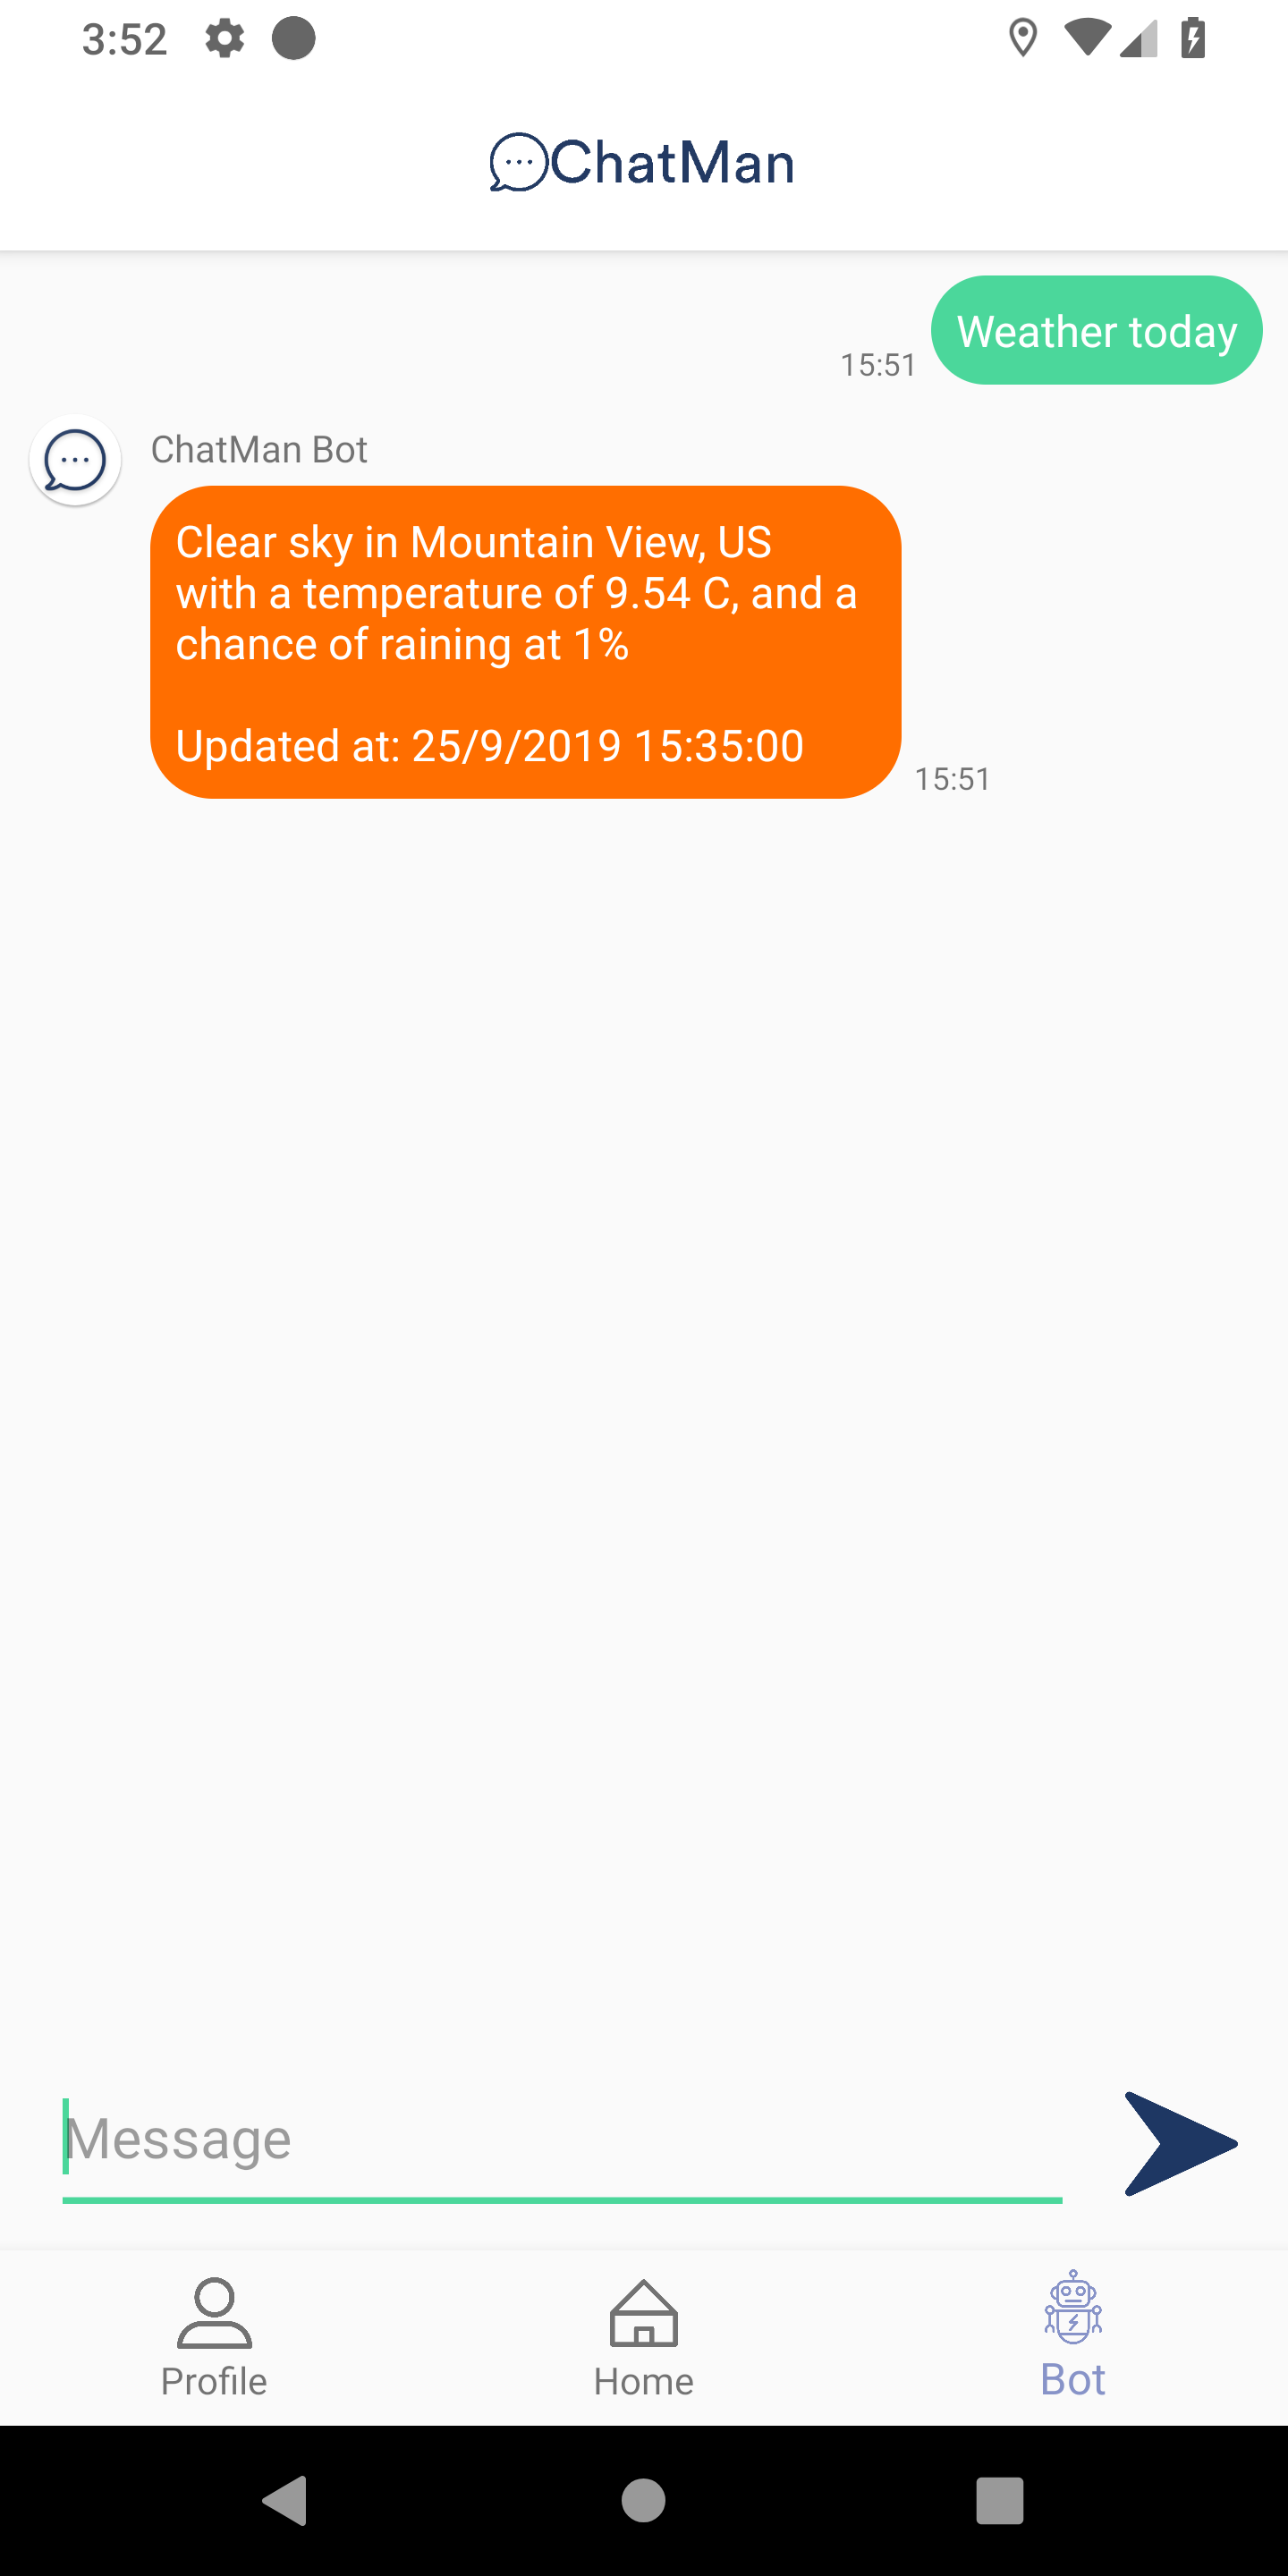 3:52
ChatMan
Weather today
15:51
ChatMan Bot
Clear sky in Mountain View, US
with a temperature of 9.54 C, and a
chance of raining at 1%
Updated at: 25/9/2019 15:35:00
15:51
Message
Profile
Home
Bot